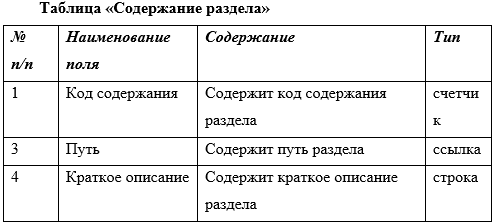 Таблица «Содержание раздела»
№ Наименование Содержание Тип
п/п поля
1 Код содержания Содержит код содержания счетчи
раздела к
3 Путь Содержит путь раздела ссылка
4 Краткое описание Содержит краткое описание строка
раздела